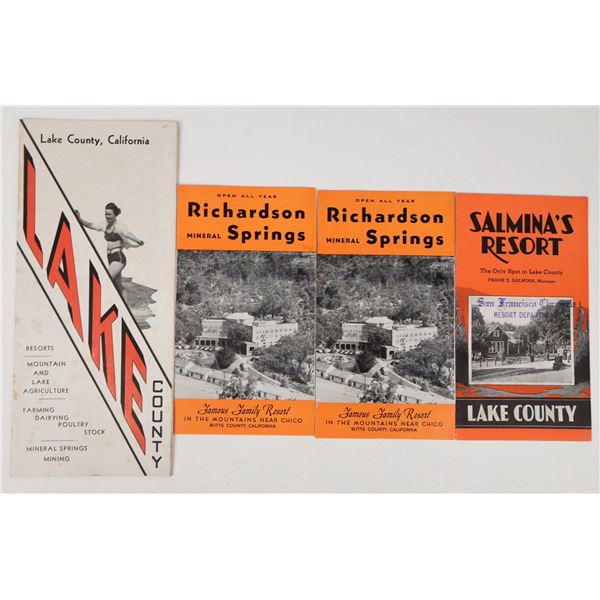 Lake County, California
LAKE
COUNTY
RESORTS
MOUNTAIN
AND
LAKE
AGRICULTURE
FARMING
DAIRYING
POULTRY
STOCK
MINERAL SPRINGS
MINING
OPEN ALL YEAR
Richardson
MINERAL Springs
Famous Family Resort
IN THE MOUNTAINS NEAR CHICO
BUTTE COUNTY, CALIFORNIA
OPEN ALL YEAR
Richardson
MINERAL Springs
Famous Family Resort
IN THE MOUNTAINS NEAR CHICO
BUTTE COUNTY, CALIFORNIA
SALMINA'S
RESORT
The Only Spot in Lake County
FRANK E. SALMINA, Manager
San Francisco
RESORT DEPARTMENT
LAKE COUNTY